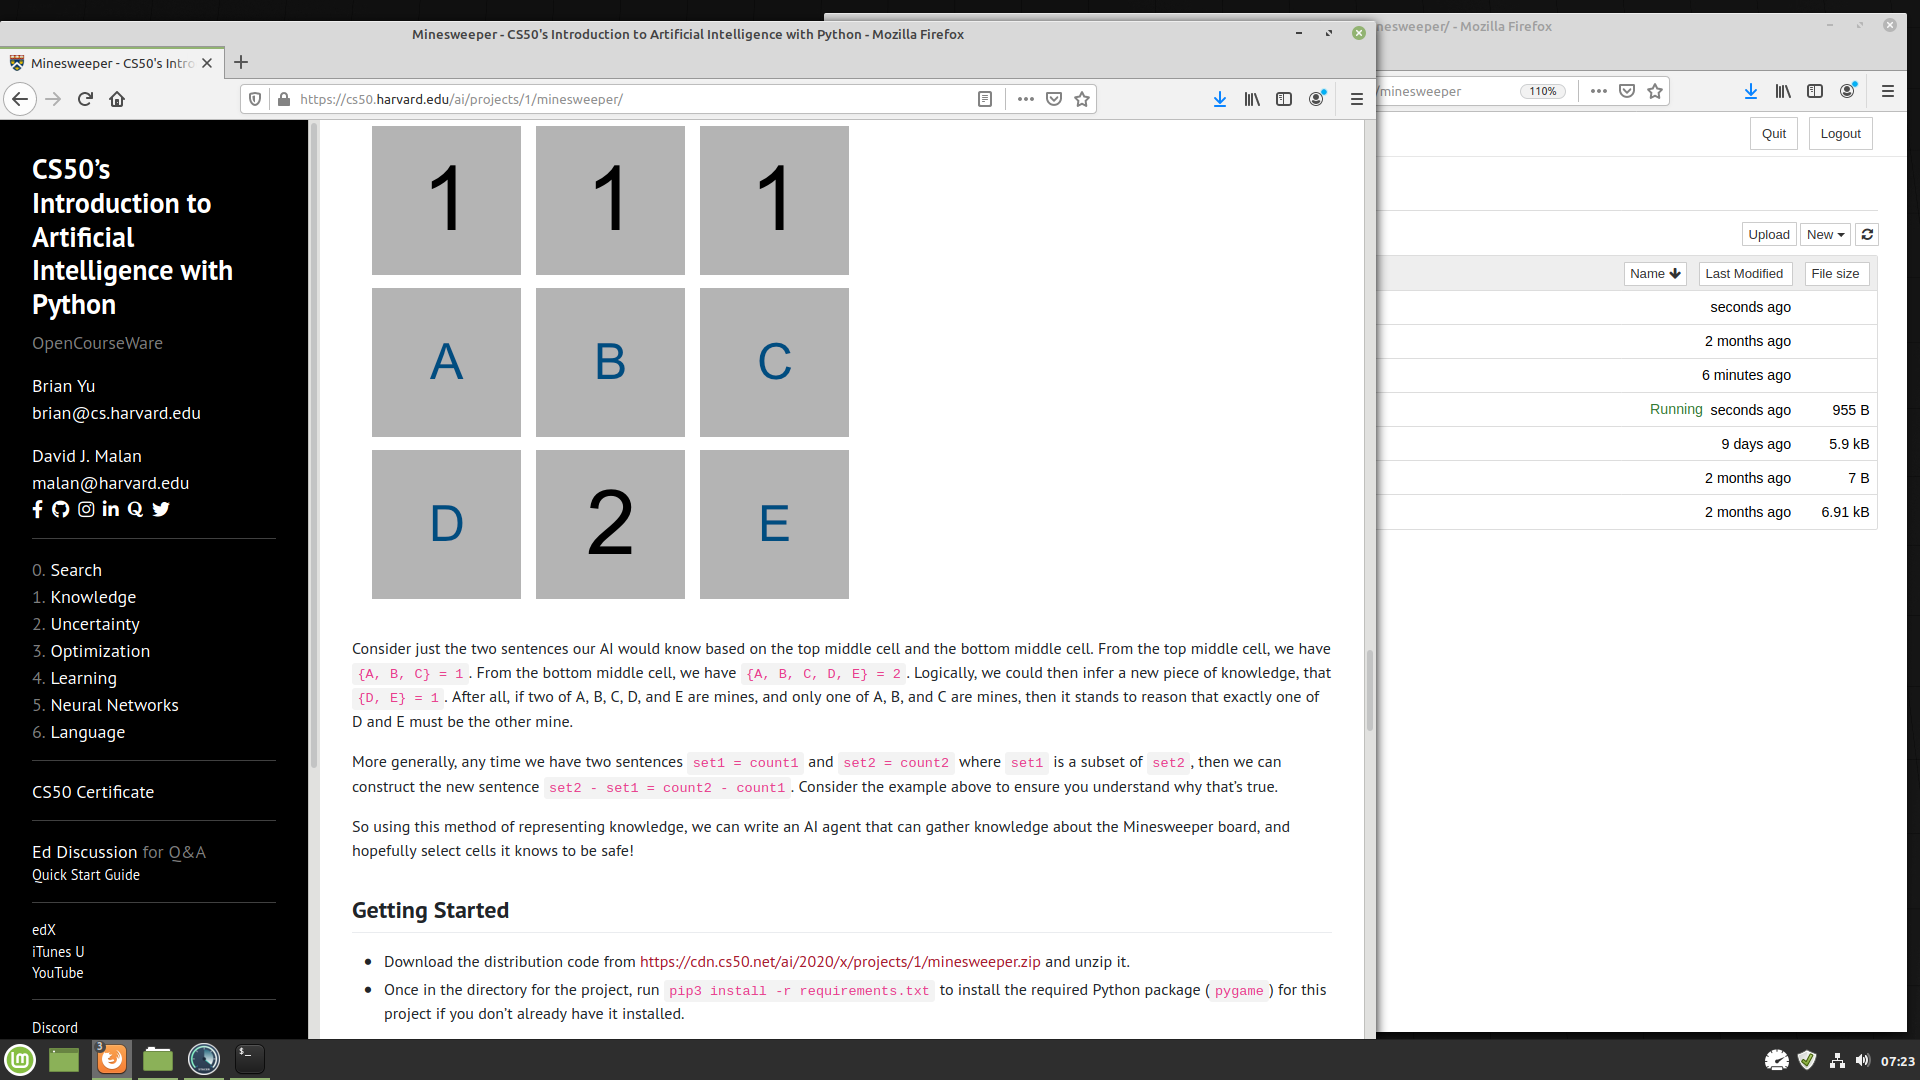 Minesweeper - CS50's Introduction to Artificial Intelligence with Python - Mozilla Firefox
nesweeper/ - Mozilla Firefox
Minesweeper - CS50's Intro
https://cs50.harvard.edu/ai/projects/1/minesweeper/
/minesweeper
110%
Quit
Logout
Upload
New
Name
Last Modified
File size
seconds ago
2 months ago
6 minutes ago
Running seconds ago 955 B
9 days ago 5.9 kB
2 months ago 7 B
2 months ago 6.91 kB
CS50’s
Introduction to
Artificial
Intelligence with
Python
OpenCourseWare
Brian Yu
brian@cs.harvard.edu
David J. Malan
malan@harvard.edu
0. Search
1. Knowledge
2. Uncertainty
3. Optimization
4. Learning
5. Neural Networks
6. Language
CS50 Certificate
Ed Discussion for Q&A
Quick Start Guide
edX
iTunes U
YouTube
Discord
1 1 1
A B C
D 2 E
Consider just the two sentences our AI would know based on the top middle cell and the bottom middle cell. From the top middle cell, we have
{A, B, C} = 1 . From the bottom middle cell, we have {A, B, C, D, E} = 2 . Logically, we could then infer a new piece of knowledge, that
{D, E} = 1 . After all, if two of A, B, C, D, and E are mines, and only one of A, B, and C are mines, then it stands to reason that exactly one of
D and E must be the other mine.
More generally, any time we have two sentences set1 = count1 and set2 = count2 where set1 is a subset of set2 , then we can
construct the new sentence set2 - set1 = count2 - count1 . Consider the example above to ensure you understand why that’s true.
So using this method of representing knowledge, we can write an AI agent that can gather knowledge about the Minesweeper board, and
hopefully select cells it knows to be safe!
Getting Started
• Download the distribution code from https://cdn.cs50.net/ai/2020/x/projects/1/minesweeper.zip and unzip it.
• Once in the directory for the project, run pip3 install -r requirements.txt to install the required Python package ( pygame ) for this
project if you don’t already have it installed.
3
$_
07:23